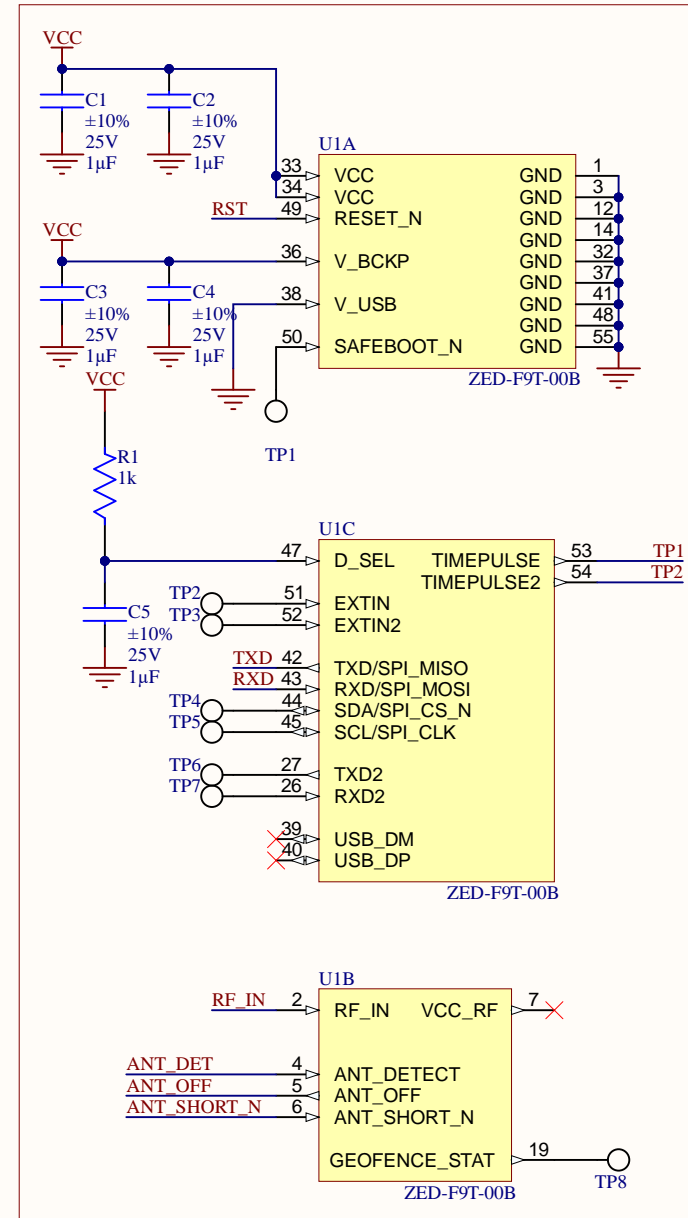 VCC
C1
±10%
25V
1µF
C2
±10%
25V
1µF
U1A
33 VCC GND 1
34 VCC GND 3
RST 49 RESET_N GND 12
GND 14
VCC
36 V_BCKP GND 32
GND 37
C3
±10%
25V
1µF
C4
±10%
25V
1µF
38 V_USB GND 41
GND 48
50 SAFEBOOT_N GND 55
ZED-F9T-00B
TP1
VCC
R1
1k
U1C
47 D_SEL TIMEPULSE 53 TP1
TIMEPULSE2 54 TP2
C5
±10%
25V
1µF
TP2 51 EXTIN
TP3 52 EXTIN2
TXD 42 TXD/SPI_MISO
RXD 43 RXD/SPI_MOSI
TP4 44 SDA/SPI_CS_N
TP5 45 SCL/SPI_CLK
TP6 27 TXD2
TP7 26 RXD2
39 USB_DM
40 USB_DP
ZED-F9T-00B
U1B
RF_IN 2 RF_IN VCC_RF 7
ANT_DET 4 ANT_DETECT
ANT_OFF 5 ANT_OFF
ANT_SHORT_N 6 ANT_SHORT_N
GEOFENCE_STAT 19
TP8
ZED-F9T-00B